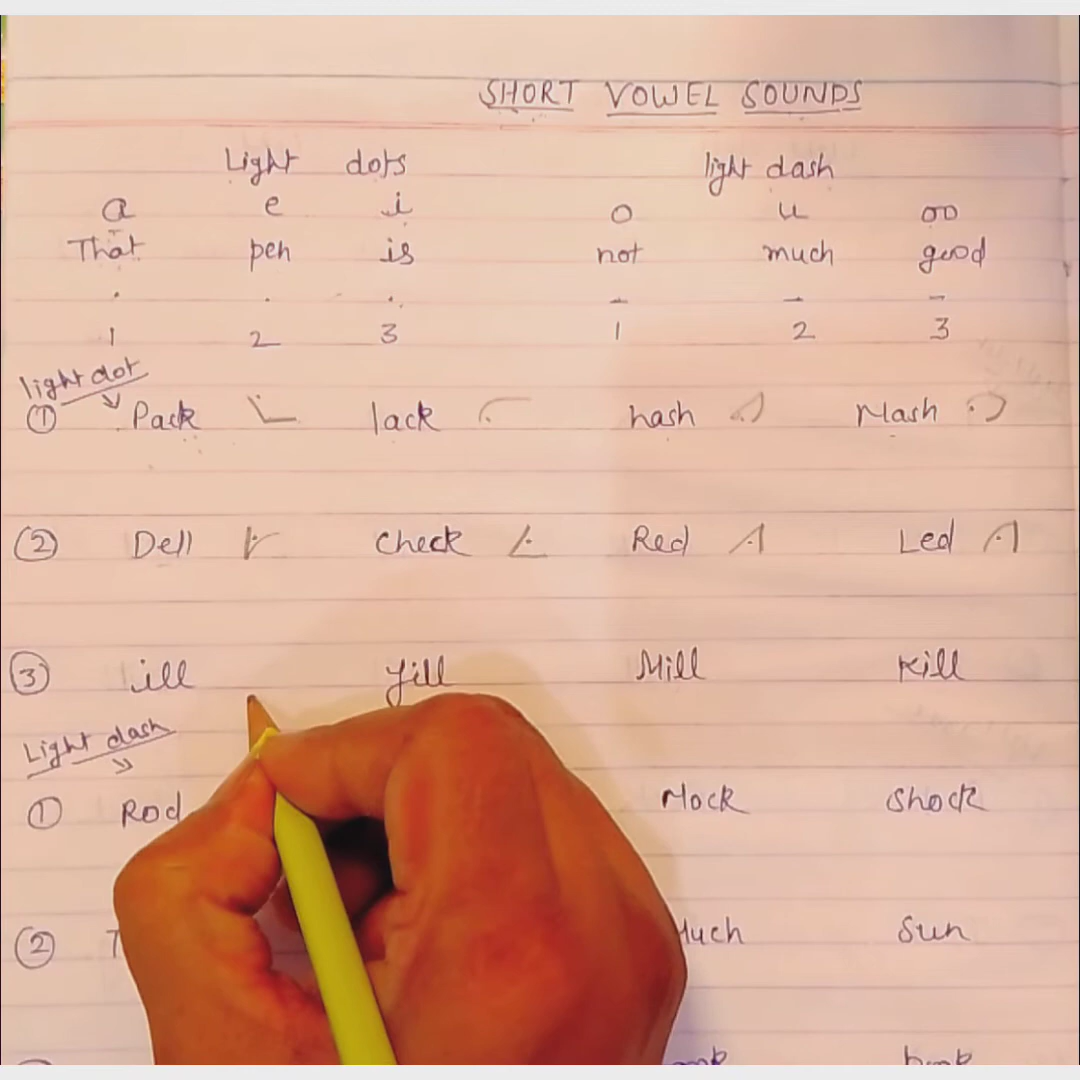 SHORT VOWEL SOUNDS
Light dots light dash
a e i o u oo
That pen is not much good
1 2 3 1 2 3
light dot
① Pack lack hash Mash
② Dell Check Red Led
③ ill Jill Mill Kill
Light dash
① Rod Mock Shock
② Sun